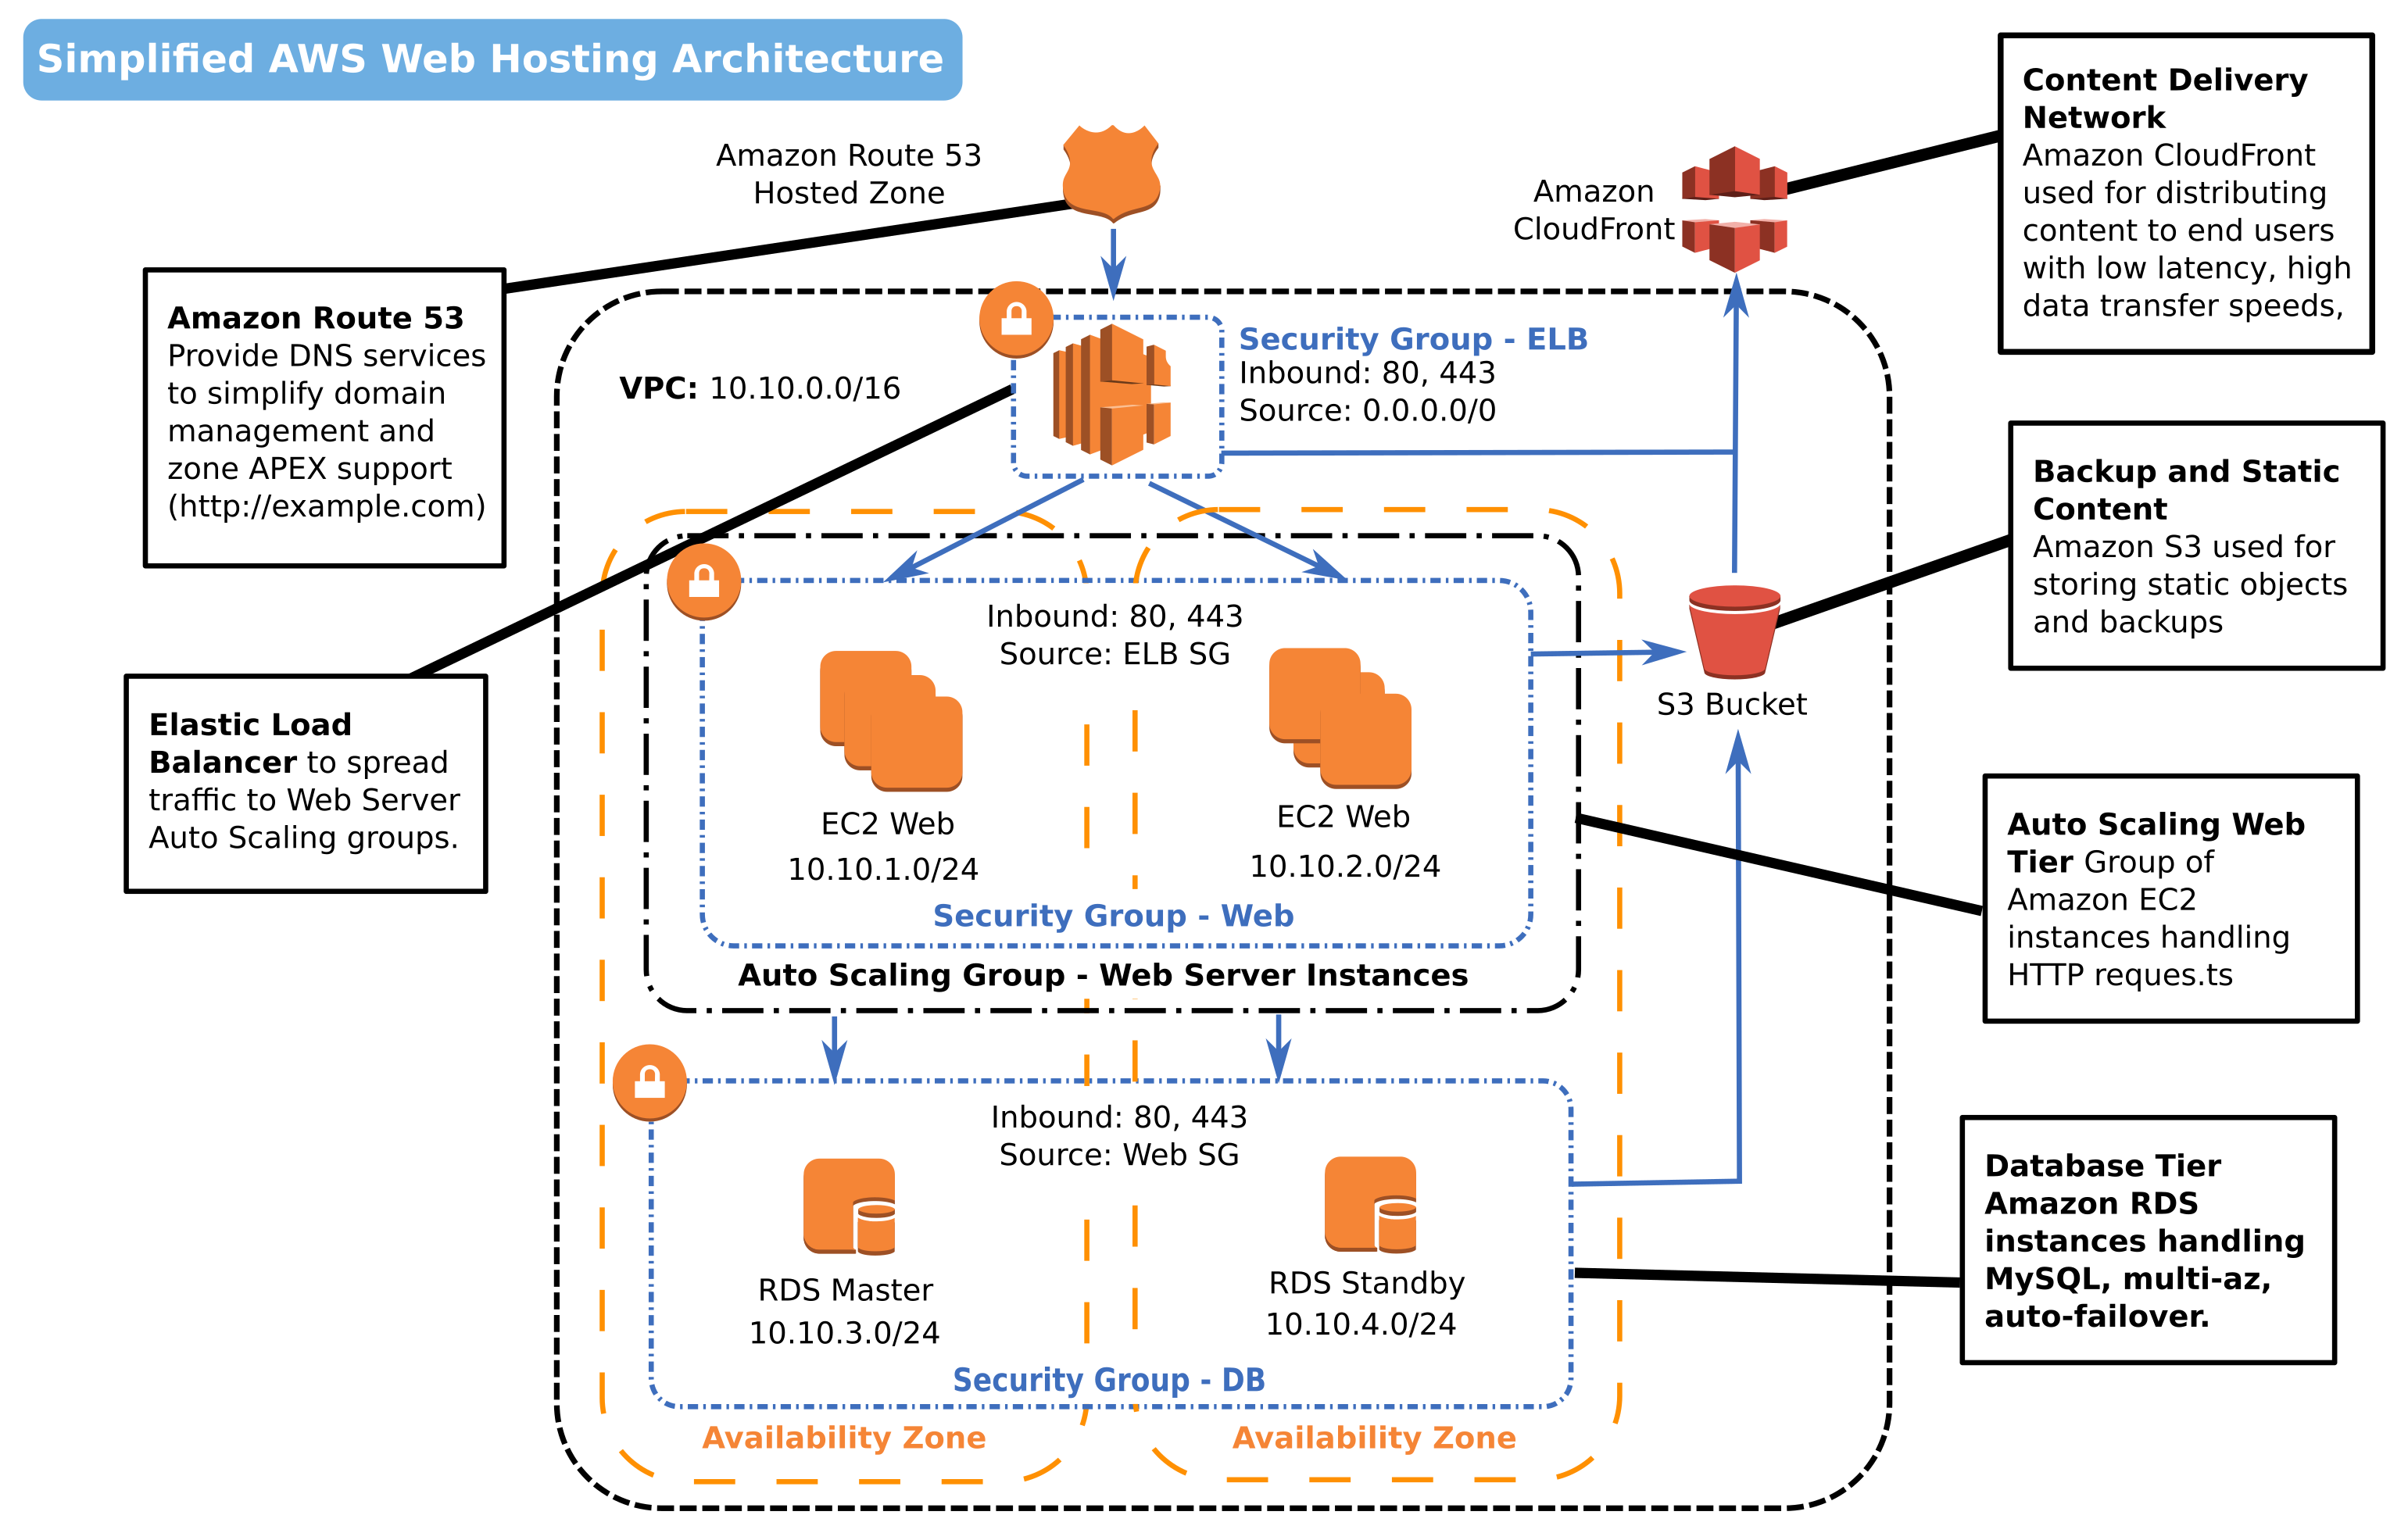 Simplified AWS Web Hosting Architecture
Amazon Route 53
Hosted Zone
Amazon
CloudFront
Content Delivery
Network
Amazon CloudFront
used for distributing
content to end users
with low latency, high
data transfer speeds,
Amazon Route 53
Provide DNS services
to simplify domain
management and
zone APEX support
(http://example.com)
VPC: 10.10.0.0/16
Security Group - ELB
Inbound: 80, 443
Source: 0.0.0.0/0
Backup and Static
Content
Amazon S3 used for
storing static objects
and backups
Inbound: 80, 443
Source: ELB SG
S3 Bucket
Elastic Load
Balancer to spread
traffic to Web Server
Auto Scaling groups.
EC2 Web
10.10.1.0/24
EC2 Web
10.10.2.0/24
Security Group - Web
Auto Scaling Group - Web Server Instances
Auto Scaling Web
Tier Group of
Amazon EC2
instances handling
HTTP reques.ts
Inbound: 80, 443
Source: Web SG
RDS Master
10.10.3.0/24
RDS Standby
10.10.4.0/24
Security Group - DB
Database Tier
Amazon RDS
instances handling
MySQL, multi-az,
auto-failover.
Availability Zone
Availability Zone